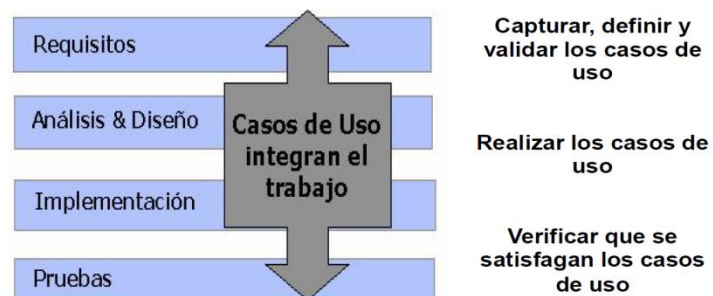 Requisitos
Análisis & Diseño
Implementación
Pruebas
Casos de Uso
integran el
trabajo
Capturar, definir y
validar los casos de
uso
Realizar los casos de
uso
Verificar que se
satisfagan los casos
de uso